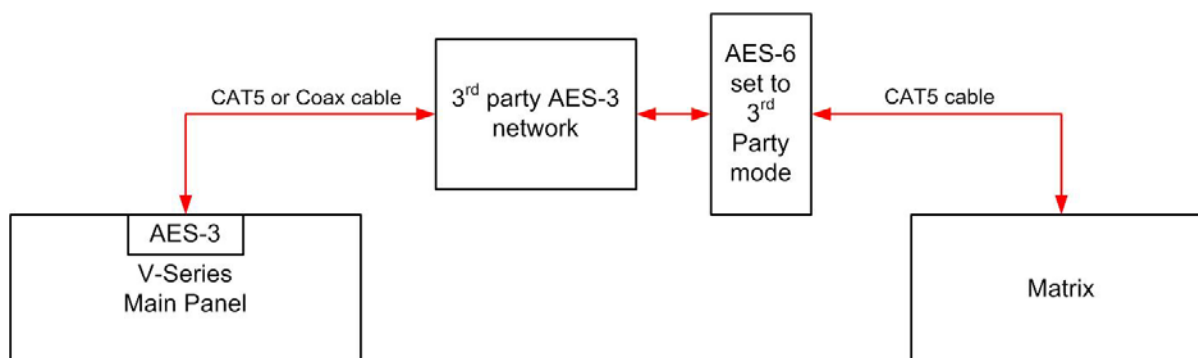 CAT5 or Coax cable
3rd party AES-3
network
AES-6
set to
3rd
Party
mode
CAT5 cable
AES-3
V-Series
Main Panel
Matrix